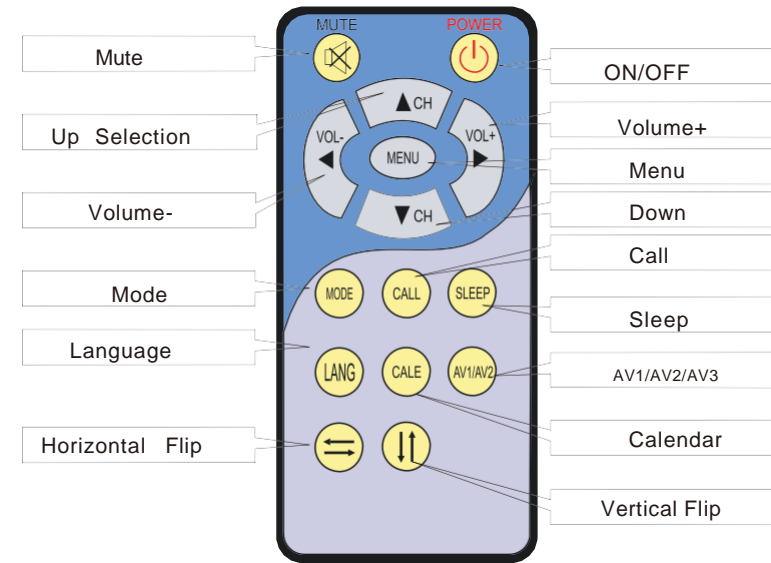 MUTE
POWER
Mute
ON/OFF
CH
Up Selection
VOL-
VOL+
Volume+
MENU
Menu
Volume-
CH
Down
Call
Mode
MODE
CALL
SLEEP
Sleep
Language
LANG
CALE
AV1/AV2
AV1/AV2/AV3
Horizontal Flip
Calendar
Vertical Flip